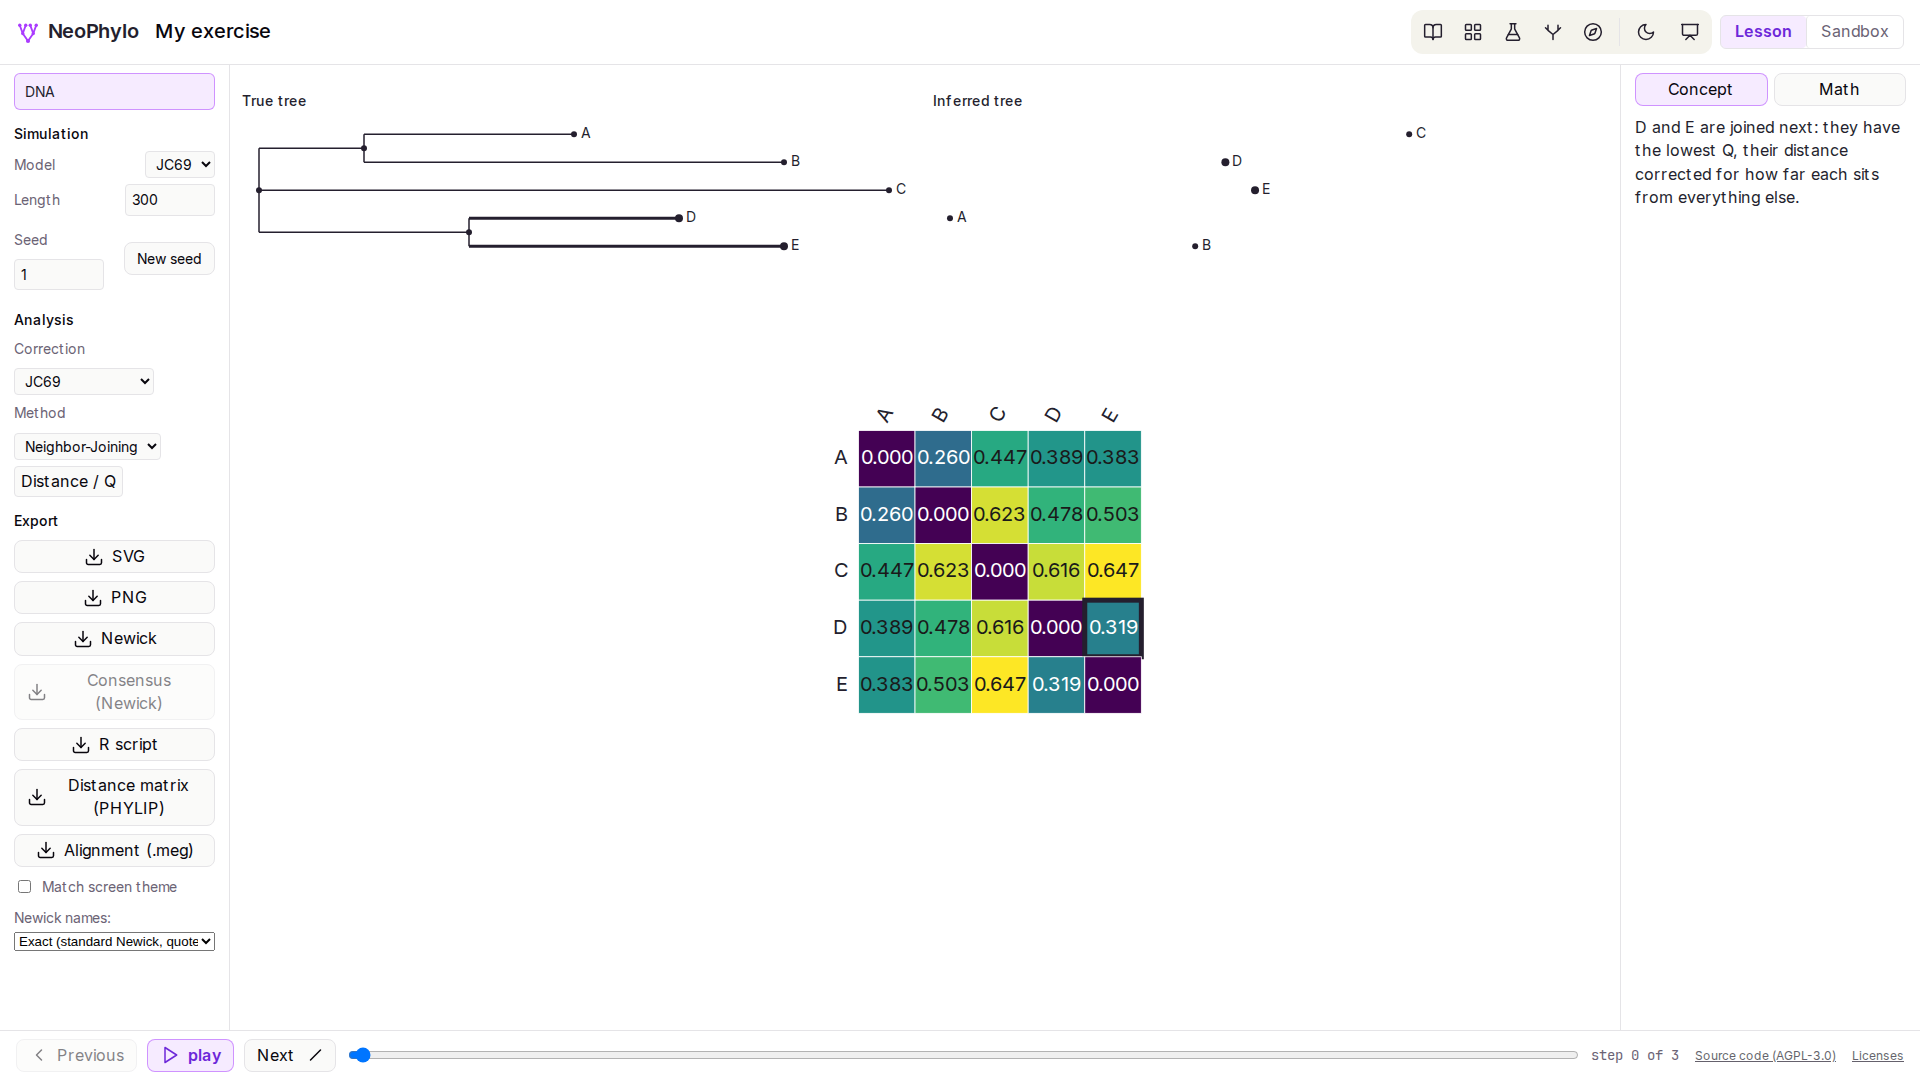 NeoPhylo My exercise
Lesson Sandbox
DNA
Simulation
Model JC69
Length 300
Seed
1 New seed
Analysis
Correction
JC69
Method
Neighbor-Joining
Distance / Q
Export
SVG
PNG
Newick
Consensus
(Newick)
R script
Distance matrix
(PHYLIP)
Alignment (.meg)
Match screen theme
Newick names:
Exact (standard Newick, quote
True tree
A
B
C
D
E
Inferred tree
C
D
E
A
B
A B C D E
A 0.000 0.260 0.447 0.389 0.383
B 0.260 0.000 0.623 0.478 0.503
C 0.447 0.623 0.000 0.616 0.647
D 0.389 0.478 0.616 0.000 0.319
E 0.383 0.503 0.647 0.319 0.000
Concept Math
D and E are joined next: they have
the lowest Q, their distance
corrected for how far each sits
from everything else.
Previous play Next step 0 of 3 Source code (AGPL-3.0) Licenses